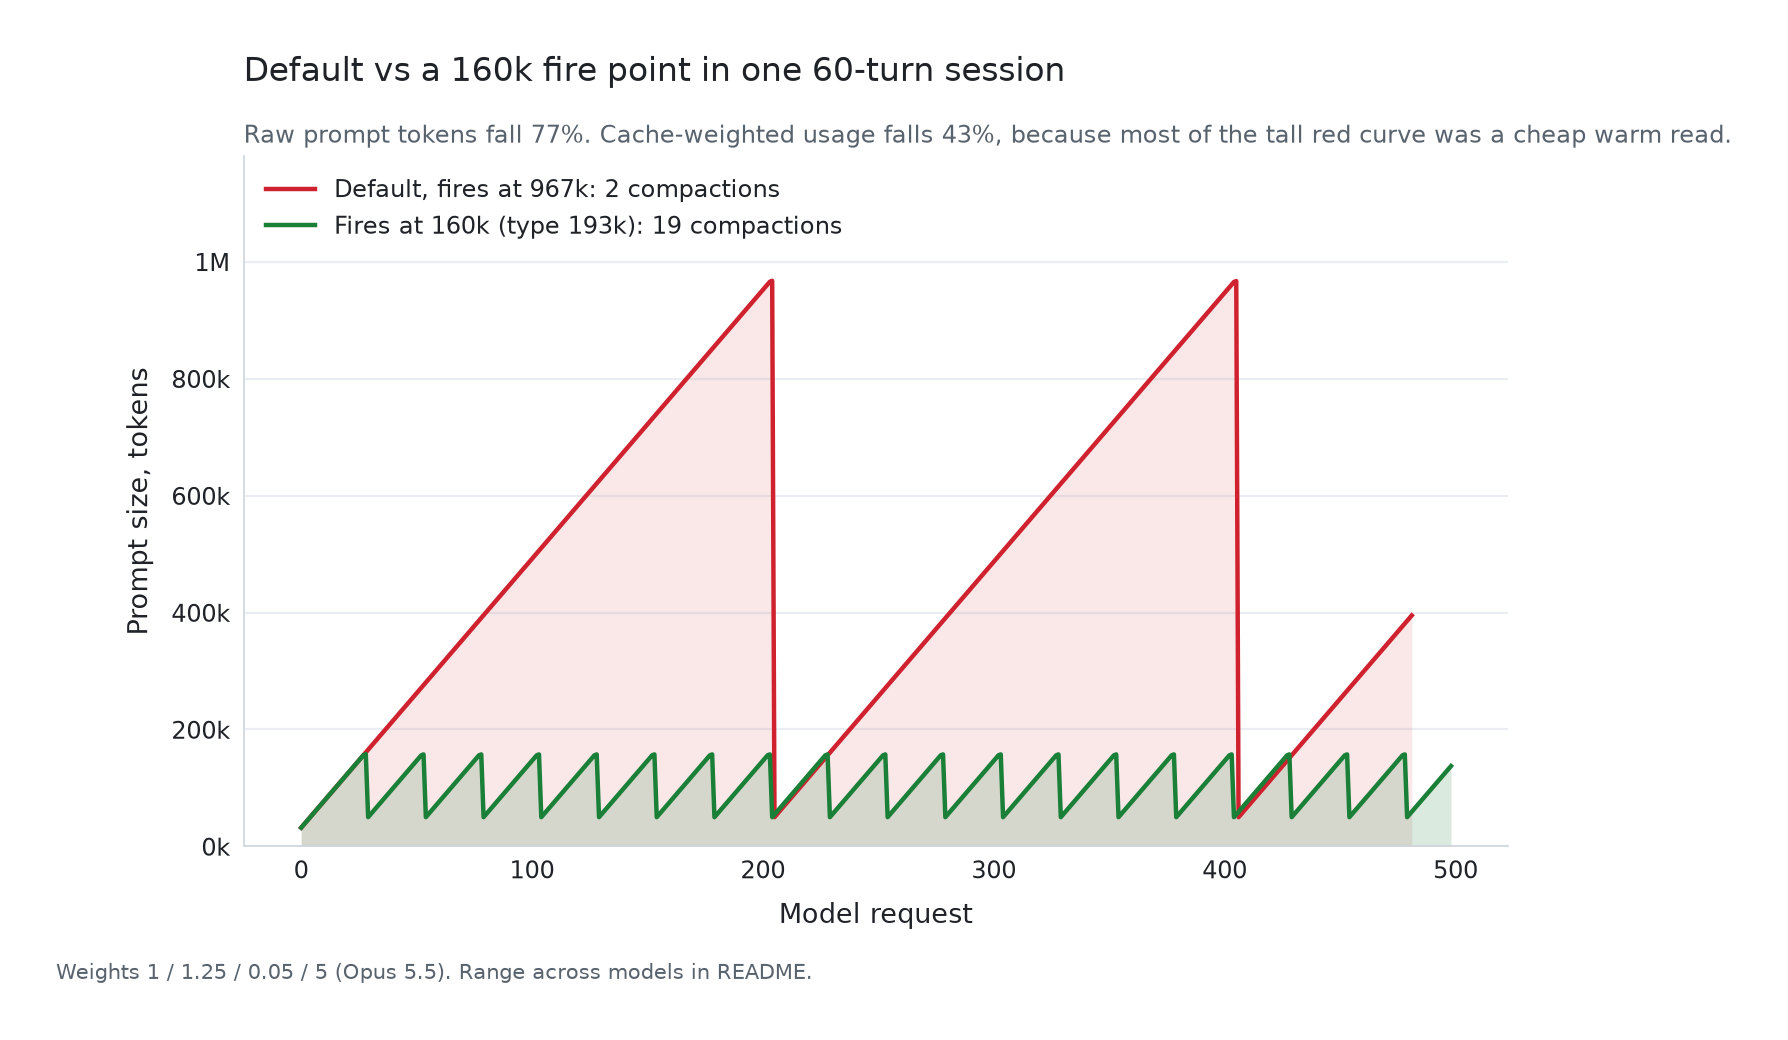 Default vs a 160k fire point in one 60-turn session
Raw prompt tokens fall 77%. Cache-weighted usage falls 43%, because most of the tall red curve was a cheap warm read.
Default, fires at 967k: 2 compactions
Fires at 160k (type 193k): 19 compactions
1M
800k
600k
400k
200k
0k
Prompt size, tokens
0 100 200 300 400 500
Model request
Weights 1 / 1.25 / 0.05 / 5 (Opus 5.5). Range across models in README.